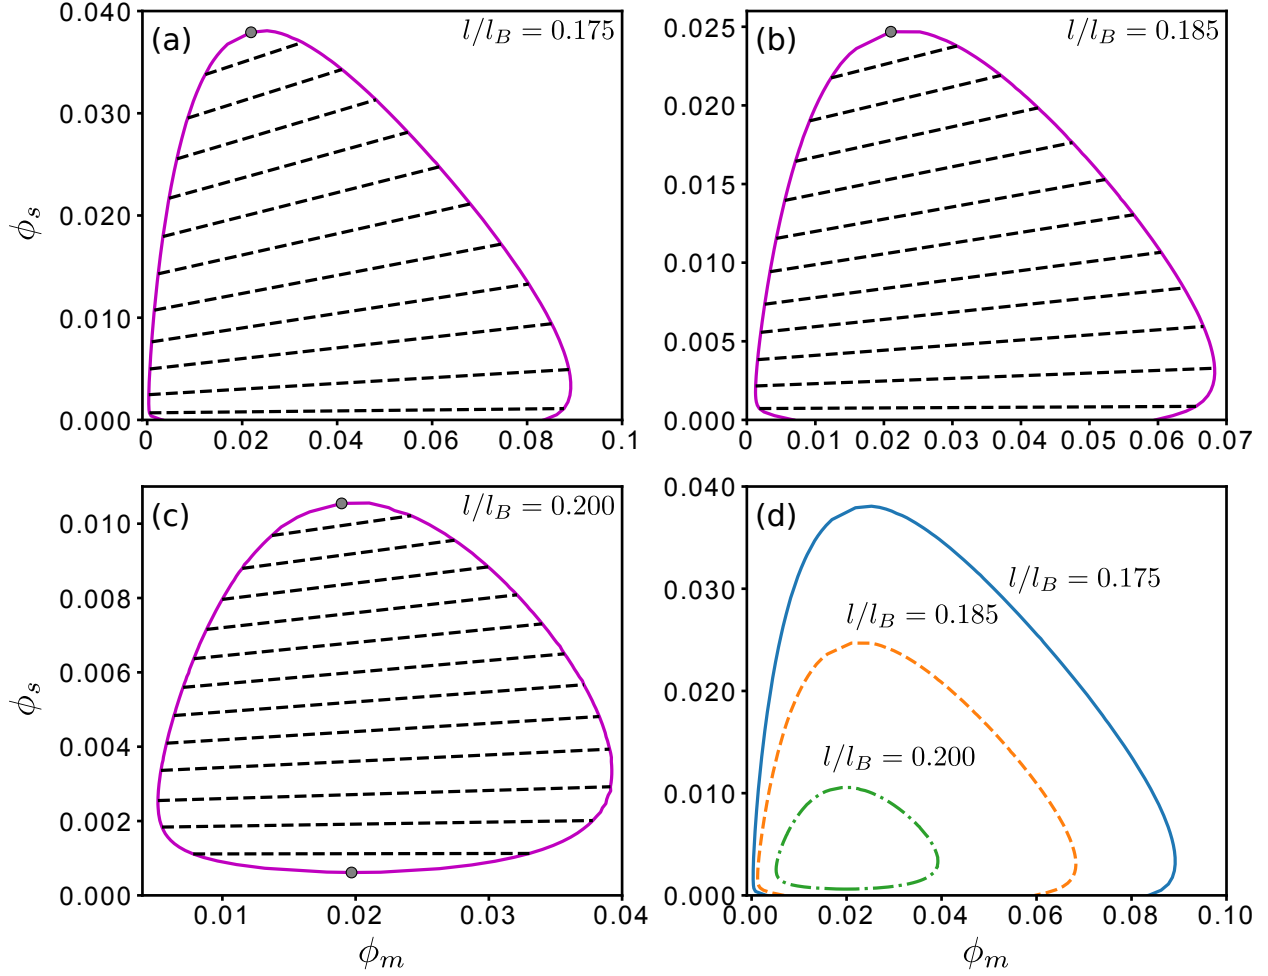 (a)
l/l_B = 0.175
0.040
0.030
0.020
0.010
0.000
0 0.02 0.04 0.06 0.08 0.1
ϕ_s
(b)
l/l_B = 0.185
0.025
0.020
0.015
0.010
0.005
0.000
0 0.01 0.02 0.03 0.04 0.05 0.06 0.07
(c)
l/l_B = 0.200
0.010
0.008
0.006
0.004
0.002
0.000
0.01 0.02 0.03 0.04
ϕ_s
ϕ_m
(d)
l/l_B = 0.175
l/l_B = 0.185
l/l_B = 0.200
0.040
0.030
0.020
0.010
0.000
0.00 0.02 0.04 0.06 0.08 0.10
ϕ_m